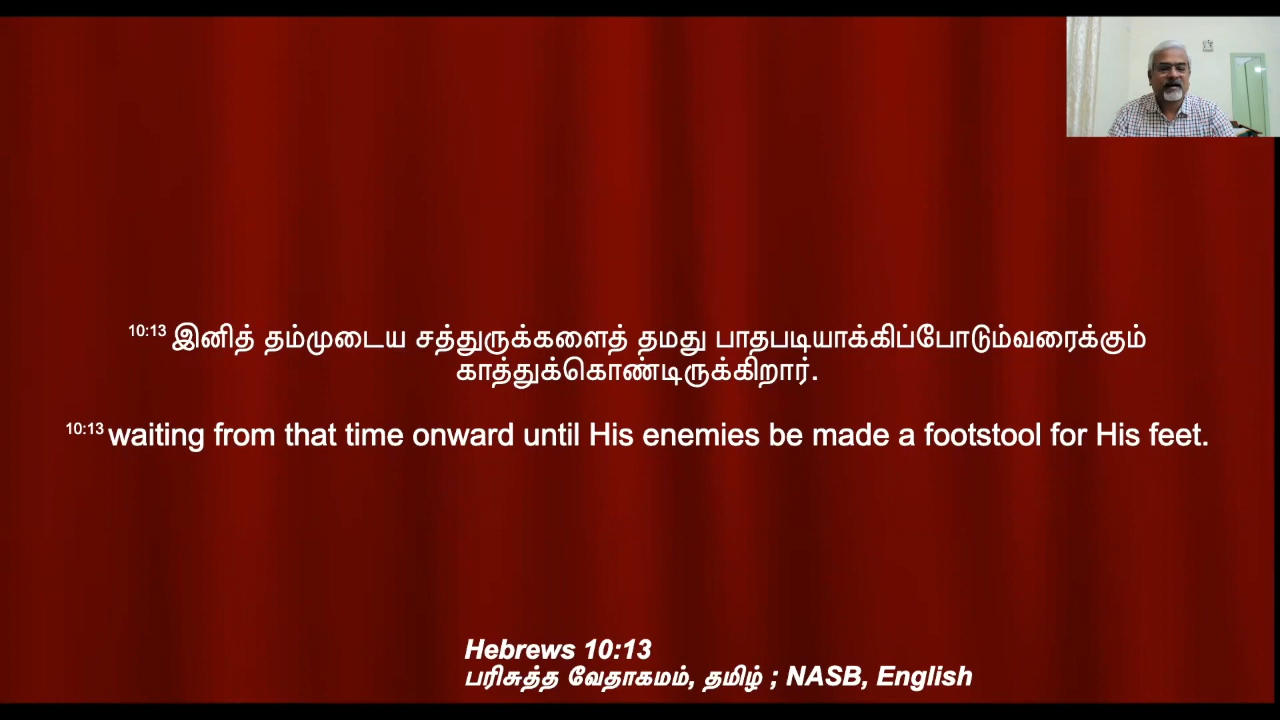 10:13 இனித் தம்முடைய சத்துருக்களைத் தமது பாதபடியாக்கிப்போடும்வரைக்கும்
காத்துக்கொண்டிருக்கிறார்.
10:13 waiting from that time onward until His enemies be made a footstool for His feet.
Hebrews 10:13
பரிசுத்த வேதாகமம், தமிழ் ; NASB, English